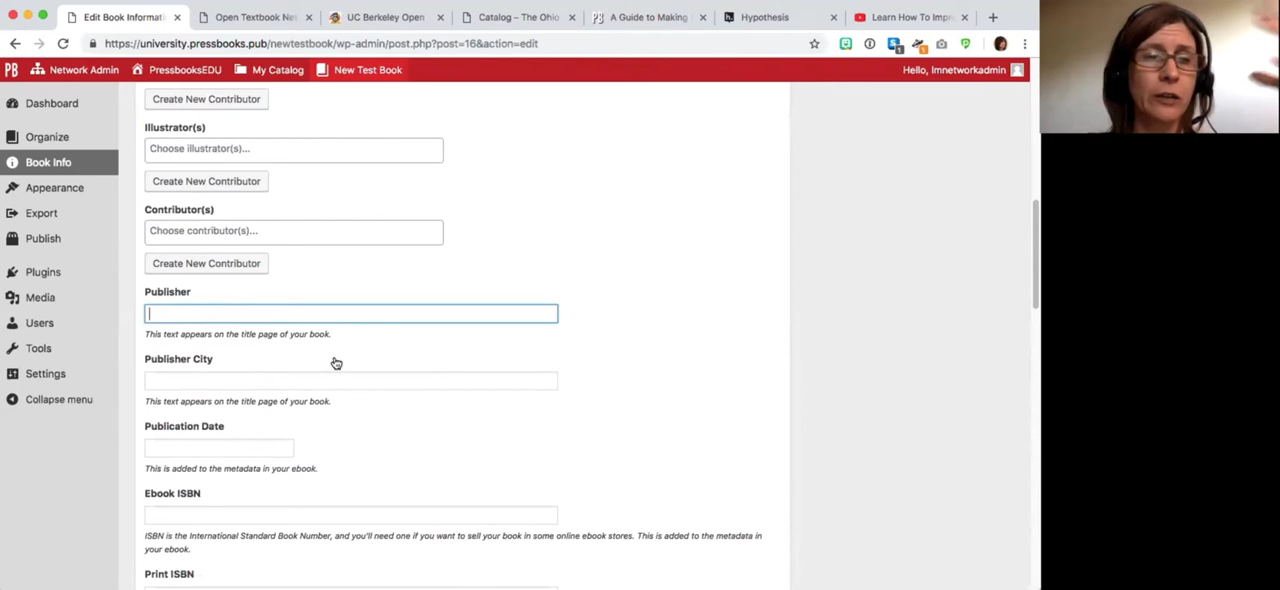 Edit Book Informati
Open Textbook Net
UC Berkeley Open
Catalog – The Ohio
A Guide to Making
Hypothesis
Learn How To Impr
https://university.pressbooks.pub/newtestbook/wp-admin/post.php?post=16&action=edit
PB Network Admin PressbooksEDU My Catalog New Test Book Hello, lmnetworkadmin
Dashboard
Organize
Book Info
Appearance
Export
Publish
Plugins
Media
Users
Tools
Settings
Collapse menu
Create New Contributor
Illustrator(s)
Choose illustrator(s)...
Create New Contributor
Contributor(s)
Choose contributor(s)...
Create New Contributor
Publisher
This text appears on the title page of your book.
Publisher City
This text appears on the title page of your book.
Publication Date
This is added to the metadata in your ebook.
Ebook ISBN
ISBN is the International Standard Book Number, and you'll need one if you want to sell your book in some online ebook stores. This is added to the metadata in
your ebook.
Print ISBN